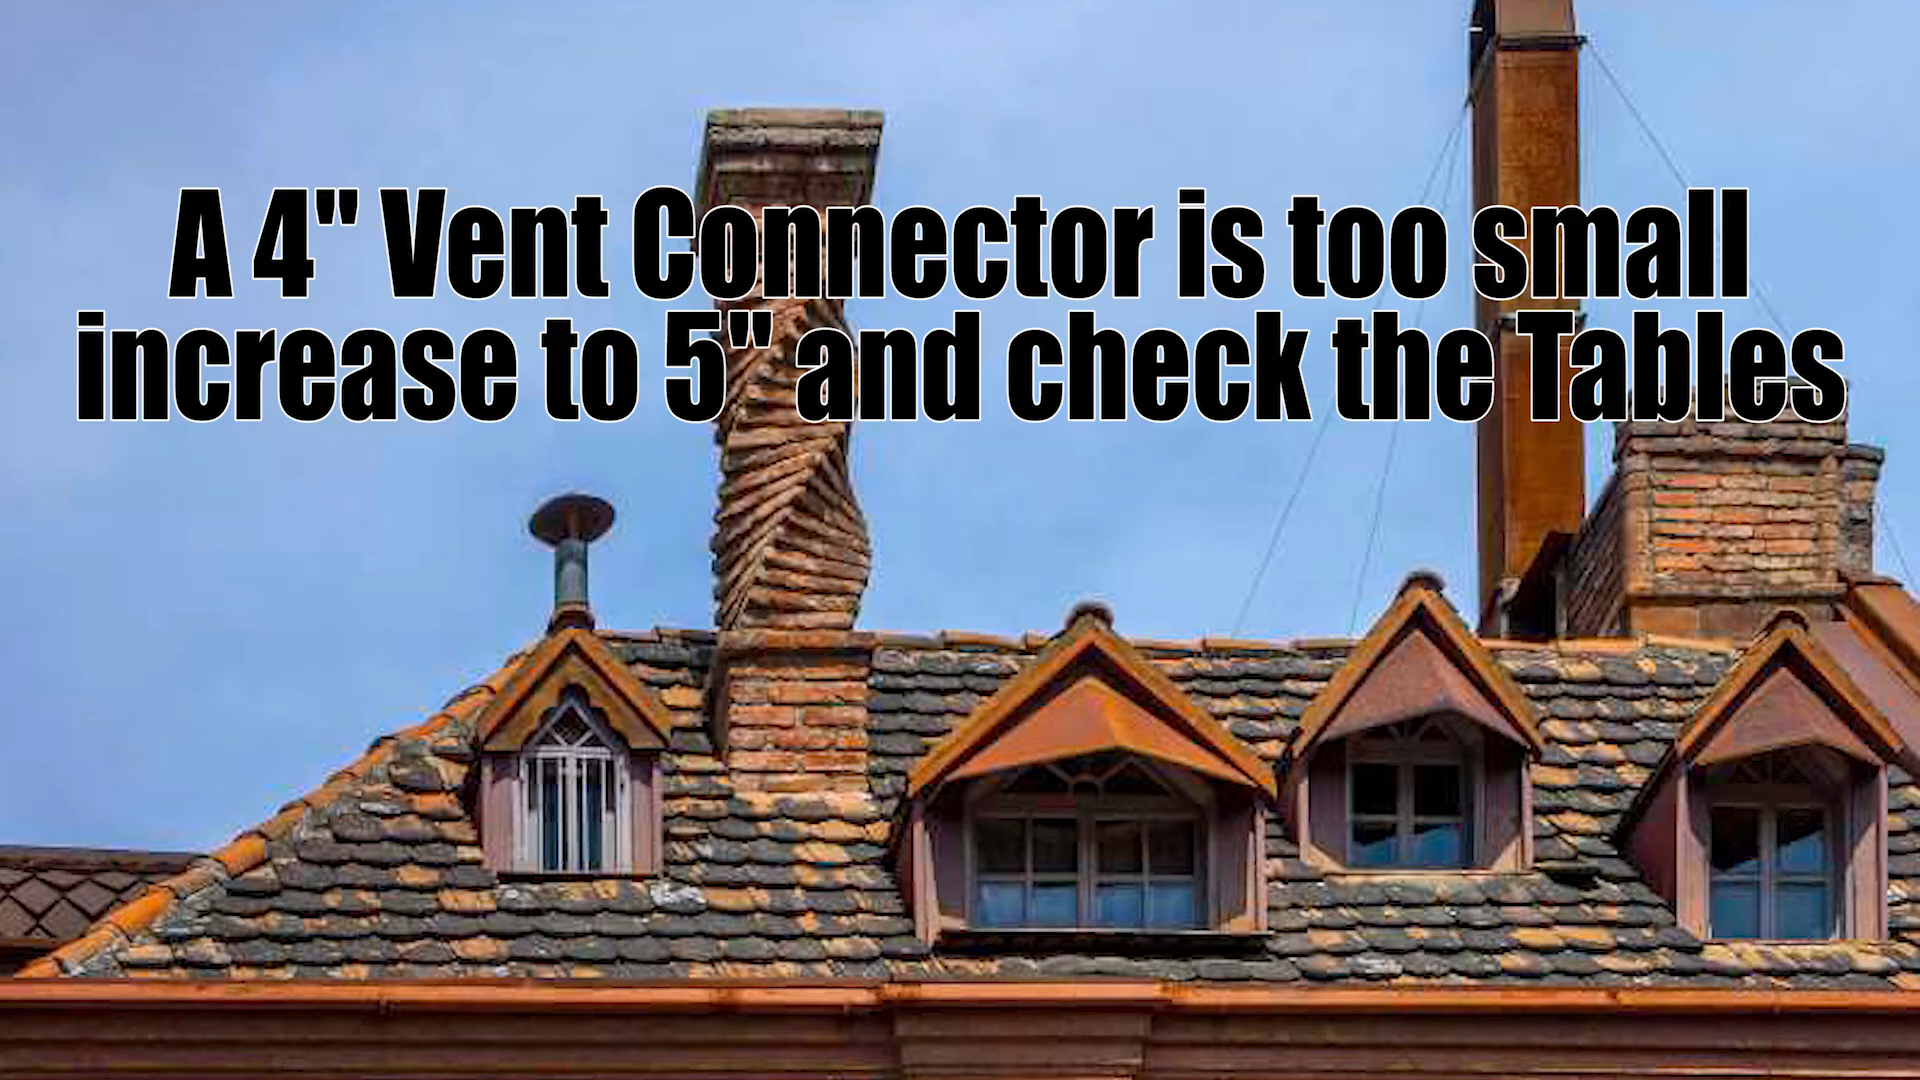 A 4" Vent Connector is too small
increase to 5" and check the Tables